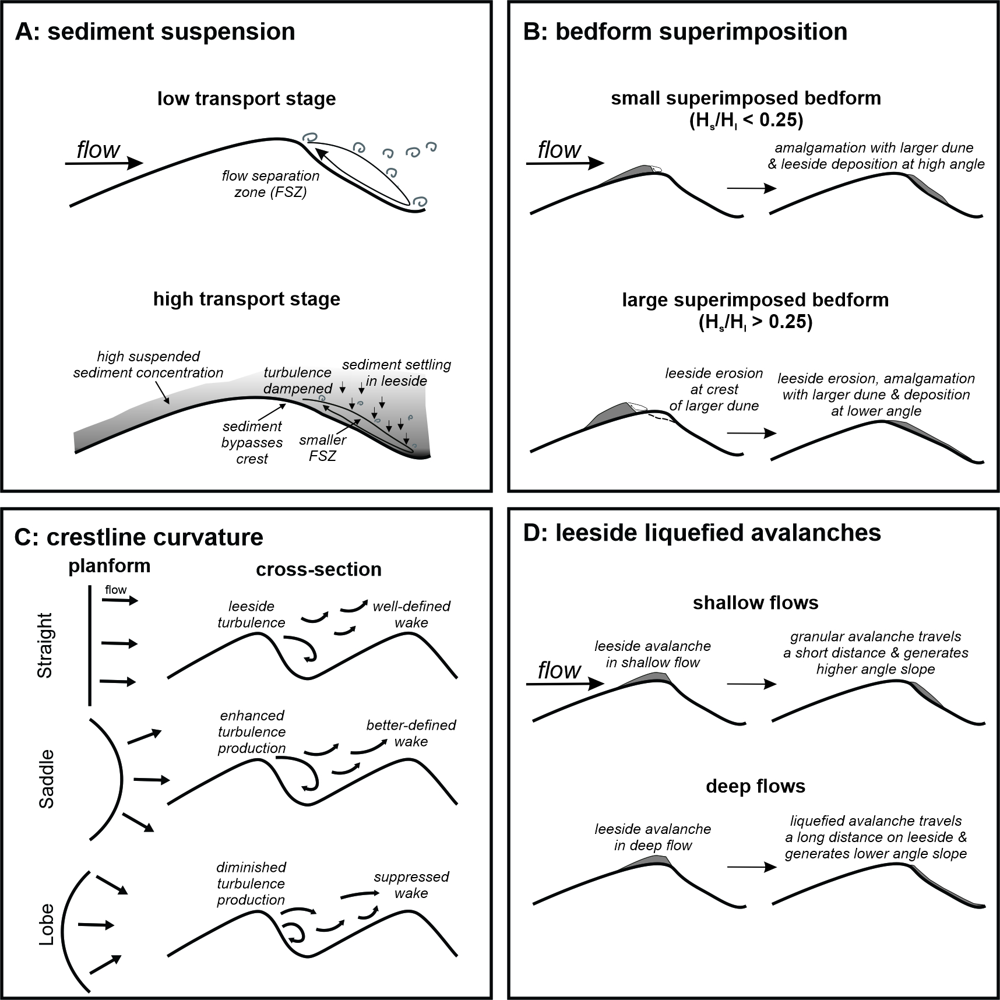 A: sediment suspension
low transport stage
flow
flow separation
zone (FSZ)
high transport stage
high suspended
sediment concentration
turbulence
dampened
sediment settling
in leeside
sediment
bypasses
crest
smaller
FSZ
B: bedform superimposition
small superimposed bedform
(Hs/Hl < 0.25)
flow
amalgamation with larger dune
& leeside deposition at high angle
large superimposed bedform
(Hs/Hl > 0.25)
leeside erosion
at crest
of larger dune
leeside erosion, amalgamation
with larger dune & deposition
at lower angle
C: crestline curvature
planform
cross-section
Straight
flow
leeside
turbulence
well-defined
wake
Saddle
enhanced
turbulence
production
better-defined
wake
Lobe
diminished
turbulence
production
suppressed
wake
D: leeside liquefied avalanches
shallow flows
flow
leeside avalanche
in shallow flow
granular avalanche travels
a short distance & generates
higher angle slope
deep flows
leeside avalanche
in deep flow
liquefied avalanche travels
a long distance on leeside &
generates lower angle slope